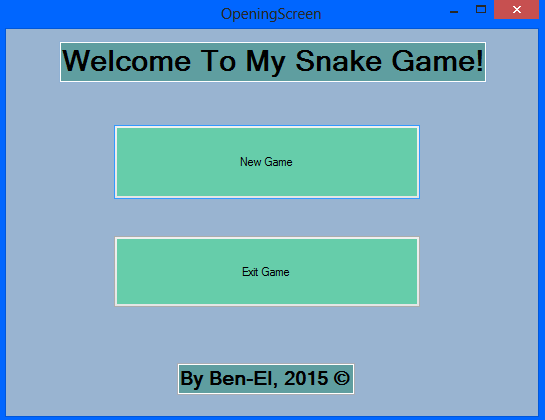 OpeningScreen
Welcome To My Snake Game!
New Game
Exit Game
By Ben-El, 2015 ©